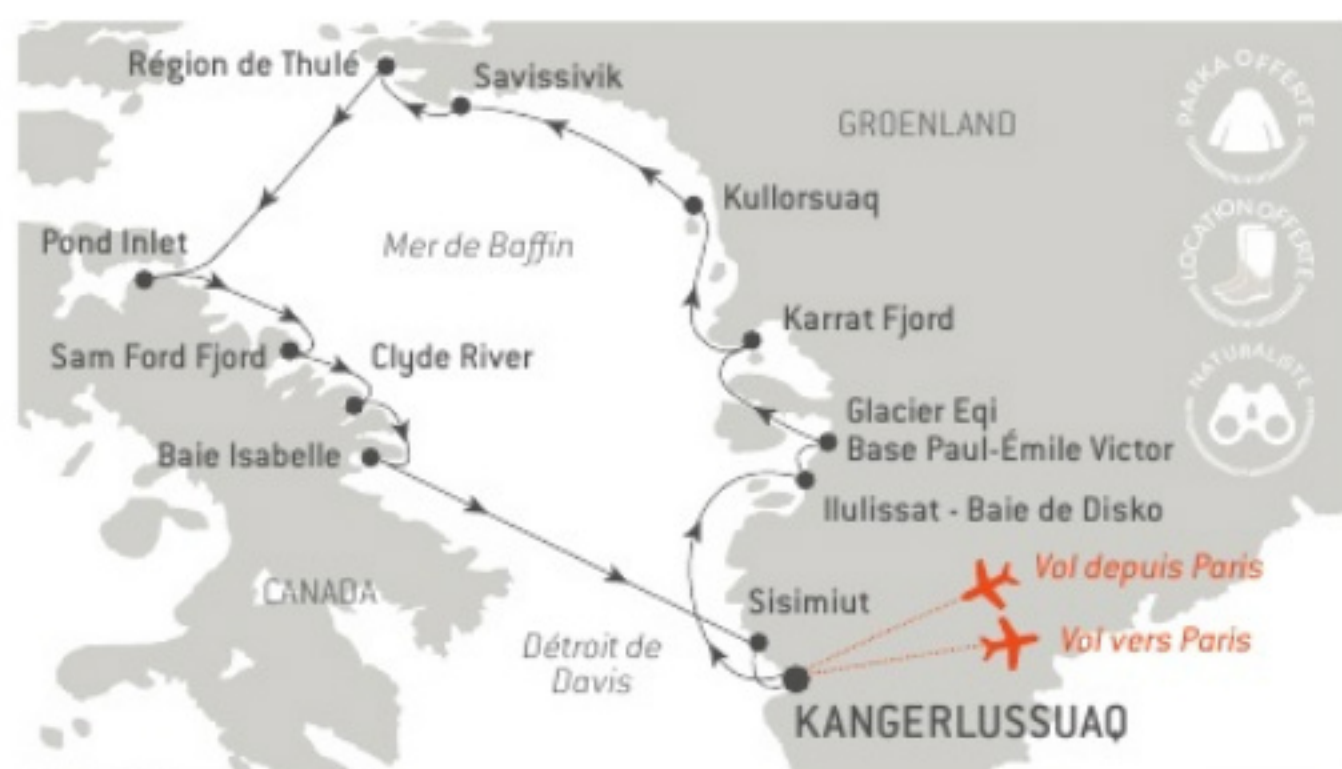 Région de Thulé
Savissivik
GROENLAND
PARKA OFFERTE
Kullorsuaq
LOCATION OFFERTE
Pond Inlet
Mer de Baffin
Karrat Fjord
Sam Ford Fjord
Clyde River
NATURALISTE
Glacier Eqi
Base Paul-Émile Victor
Baie Isabelle
Ilulissat - Baie de Disko
Vol depuis Paris
CANADA
Sisimiut
Vol vers Paris
Détroit de
Davis
KANGERLUSSUAQ